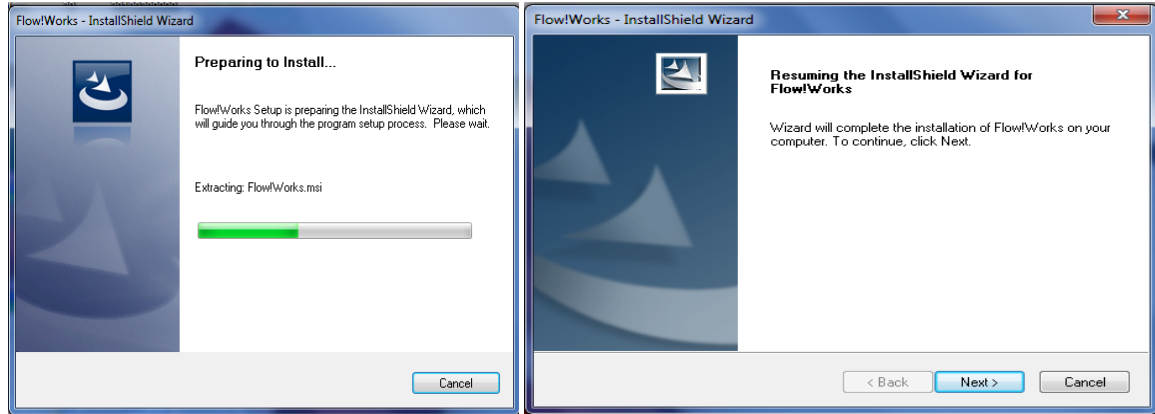 Flow!Works - InstallShield Wizard
Preparing to Install...
Flow!Works Setup is preparing the InstallShield Wizard, which
will guide you through the program setup process. Please wait.
Extracting: Flow!Works.msi
Cancel
Flow!Works - InstallShield Wizard
Resuming the InstallShield Wizard for
Flow!Works
Wizard will complete the installation of Flow!Works on your
computer. To continue, click Next.
< Back
Next >
Cancel